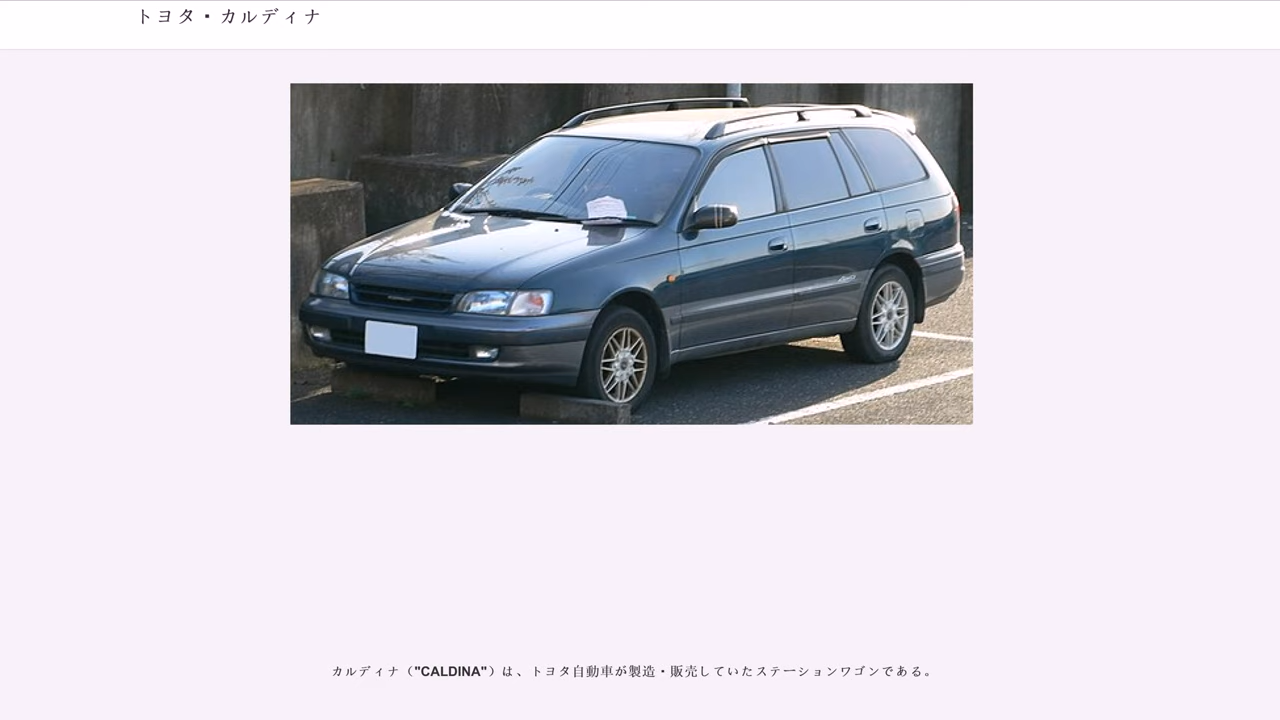 トヨタ・カルディナ
カルディナ（"CALDINA"）は、トヨタ自動車が製造・販売していたステーションワゴンである。